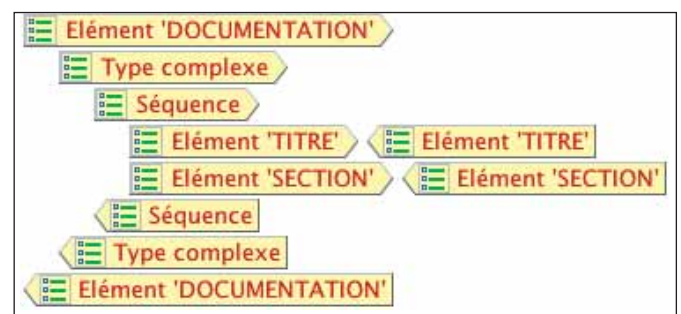 Elément 'DOCUMENTATION'
Type complexe
Séquence
Elément 'TITRE' Elément 'TITRE'
Elément 'SECTION' Elément 'SECTION'
Séquence
Type complexe
Elément 'DOCUMENTATION'